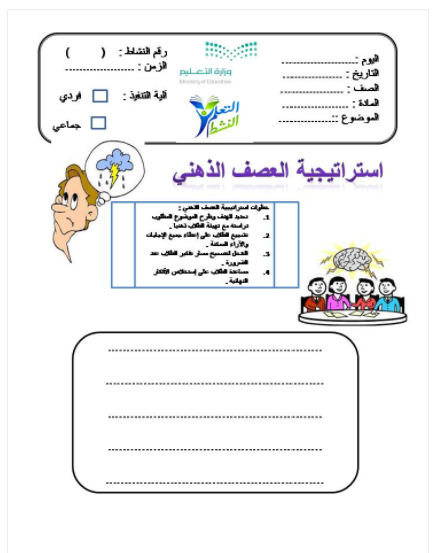 اليوم :......................
التاريخ : ..................
الصف : ..................
المادة : ....................
الموضوع ::..................
وزارة التعليم
Ministry of Education
التعلم
النشط
رقم النشاط : ( )
الزمن : ......................
آلية التنفيذ : فردي
جماعي
استراتيجية العصف الذهني
خطوات استراتيجية العصف الذهني :
1. تحديد الهدف وطرح الموضوع المطلوب
دراسته مع تهيئة الطلاب ذهنيا .
2. تشجيع الطلاب على إعطاء جميع الإجابات
والآراء الممكنة .
3. التدخل لتصحيح مسار تفكير الطلاب عند
الضرورة .
4. مساعدة الطلاب على إستخلاص الأفكار
النهائية .